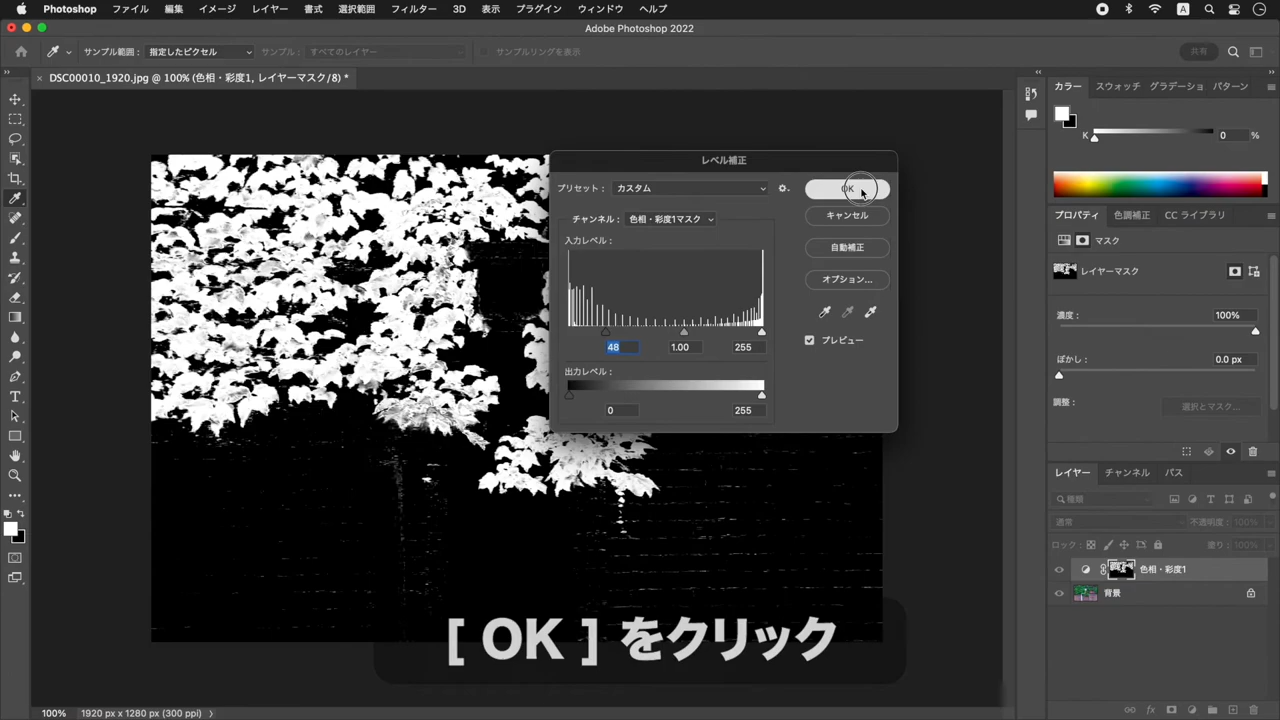 Photoshop ファイル 編集 イメージ レイヤー 書式 選択範囲 フィルター 3D 表示 プラグイン ウィンドウ ヘルプ A
Adobe Photoshop 2022
サンプル範囲： 指定したピクセル サンプル： すべてのレイヤー サンプルリングを表示 共有
DSC00010_1920.jpg @ 100% (色相・彩度1, レイヤーマスク/8) *
カラー スウォッチ グラデーショ パターン
K 0 %
レベル補正
プリセット： カスタム
OK
キャンセル
チャンネル： 色相・彩度1マスク
入力レベル：
自動補正
オプション...
プレビュー
48 1.00 255
出力レベル：
0 255
プロパティ 色調補正 CC ライブラリ
マスク
レイヤーマスク
濃度： 100%
ぼかし： 0.0 px
調整： 選択とマスク...
レイヤー チャンネル パス
種類
通常 不透明度： 100%
ロック： 塗り： 100%
色相・彩度1
背景
[ OK ] をクリック
100% 1920 px x 1280 px (300 ppi)